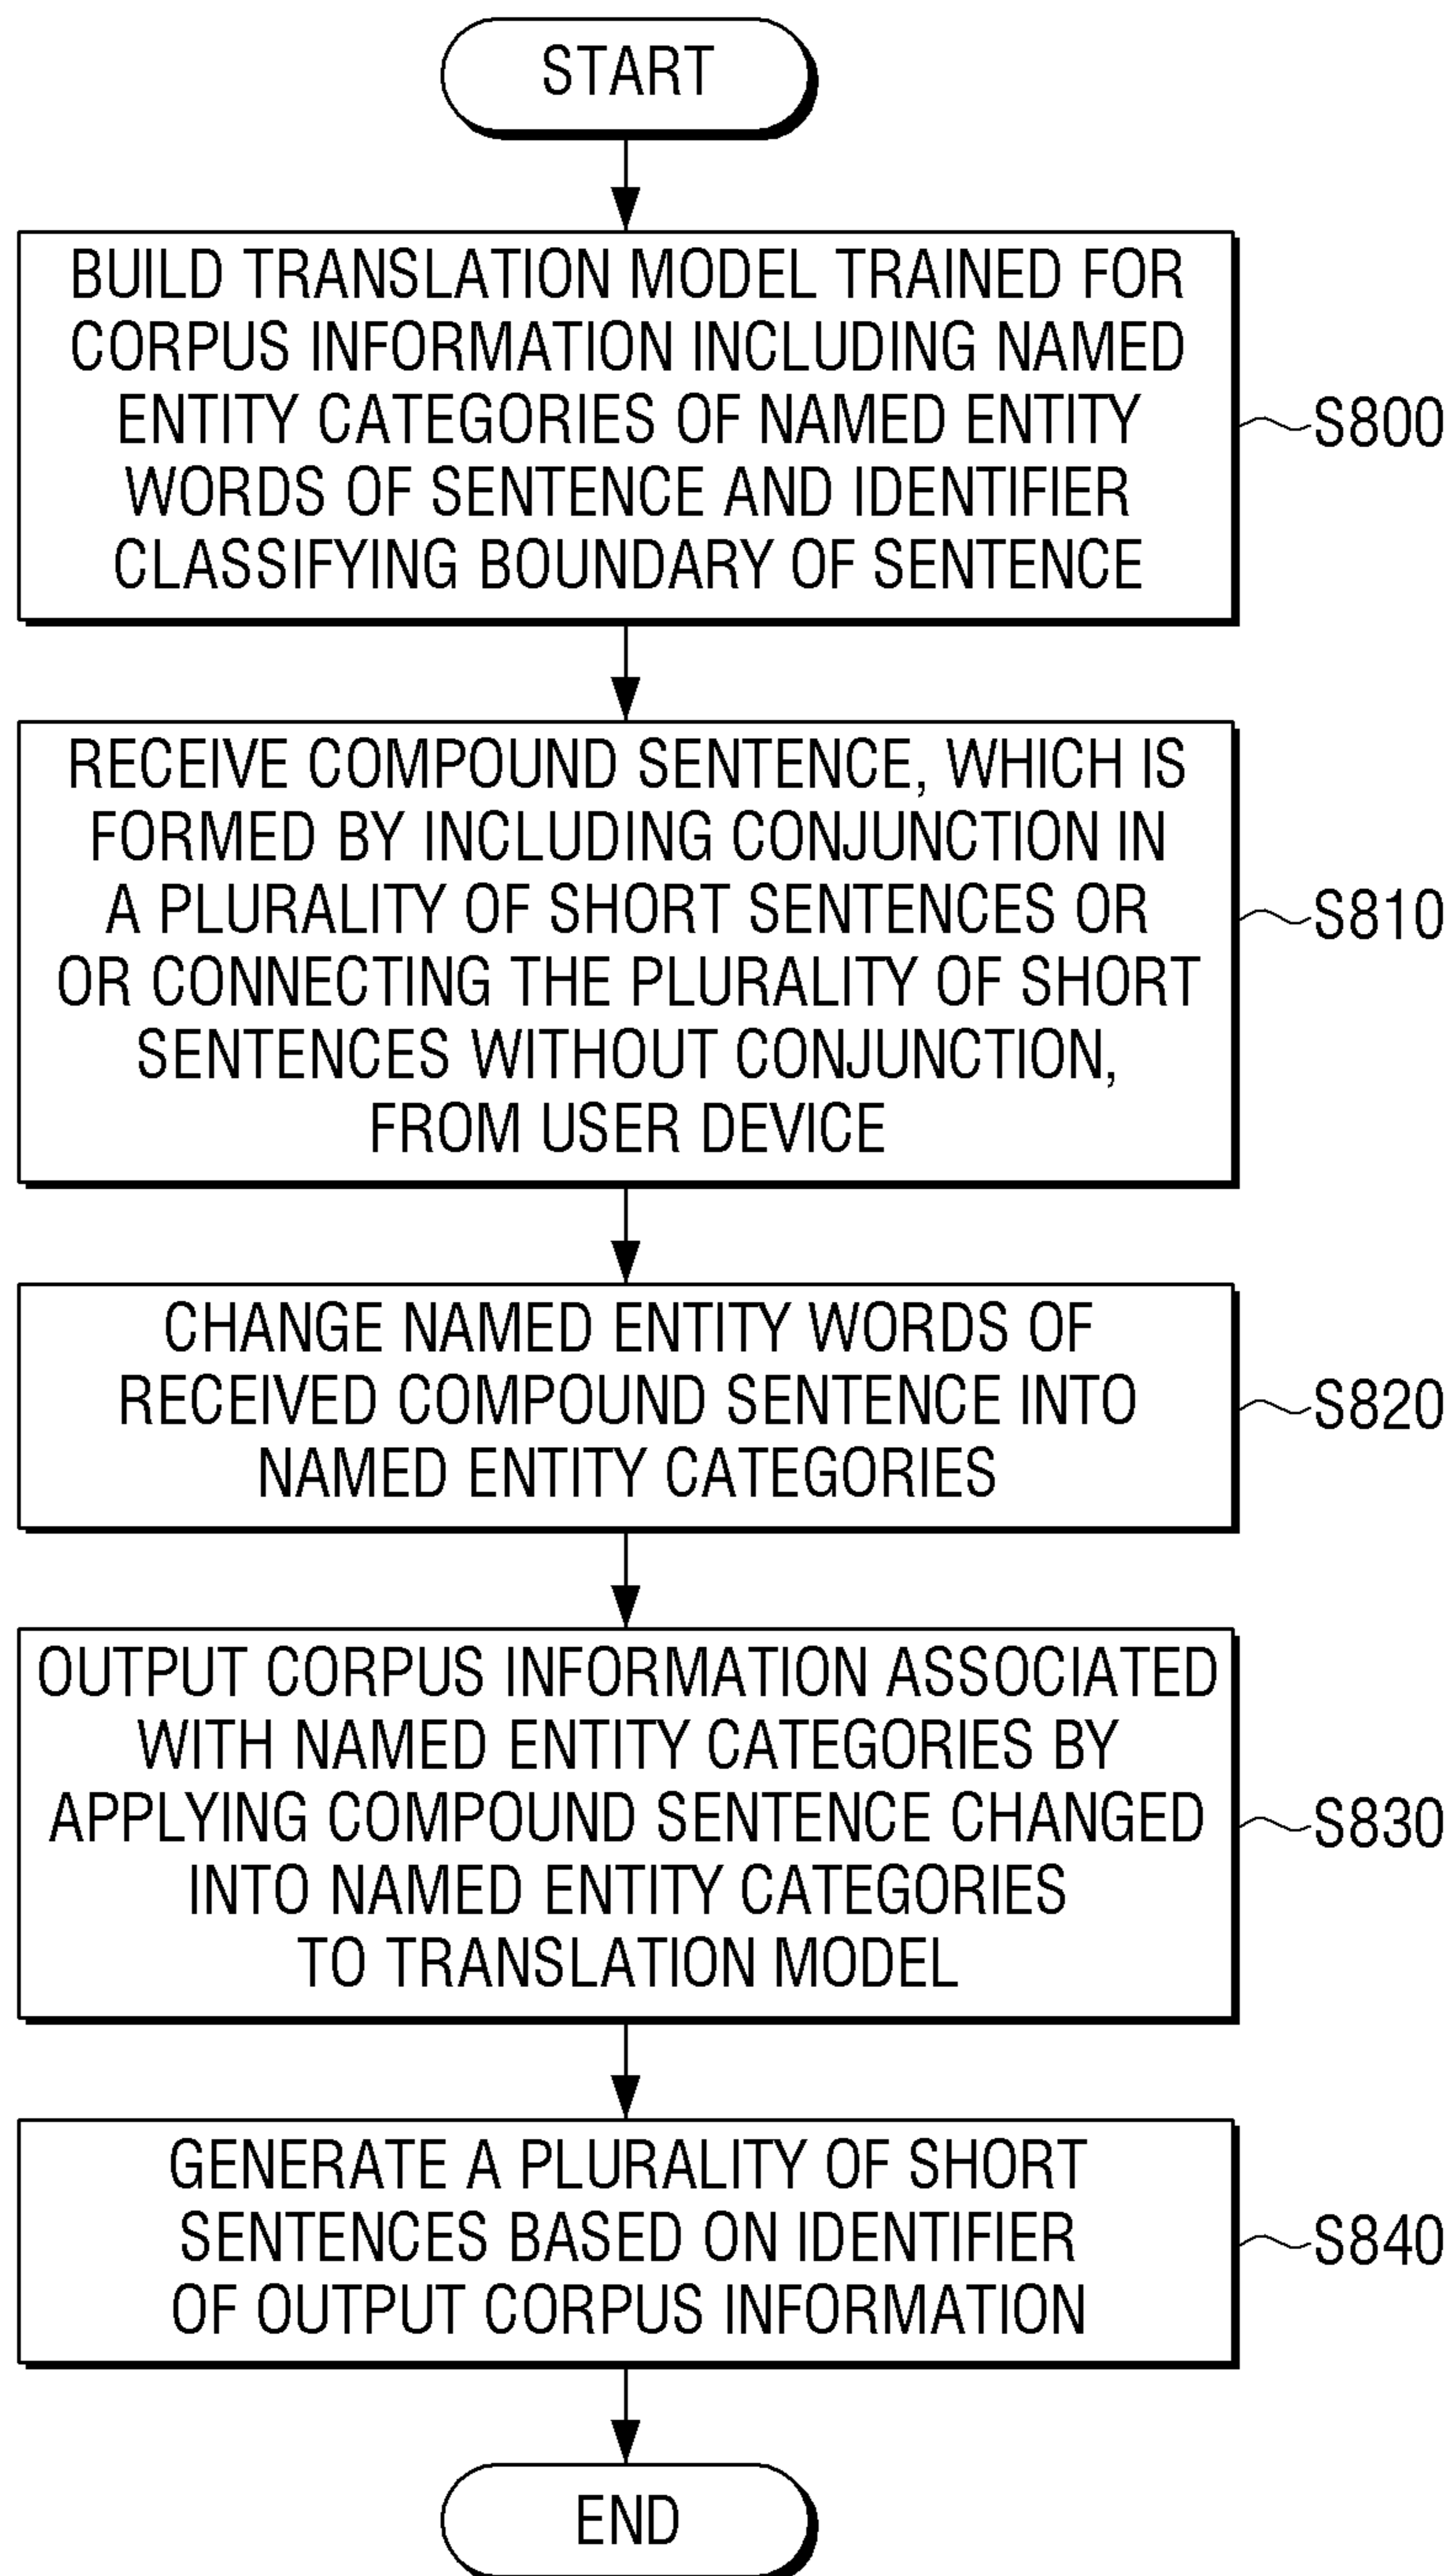 START
BUILD TRANSLATION MODEL TRAINED FOR
CORPUS INFORMATION INCLUDING NAMED
ENTITY CATEGORIES OF NAMED ENTITY
WORDS OF SENTENCE AND IDENTIFIER
CLASSIFYING BOUNDARY OF SENTENCE
S800
RECEIVE COMPOUND SENTENCE, WHICH IS
FORMED BY INCLUDING CONJUNCTION IN
A PLURALITY OF SHORT SENTENCES OR
OR CONNECTING THE PLURALITY OF SHORT
SENTENCES WITHOUT CONJUNCTION,
FROM USER DEVICE
S810
CHANGE NAMED ENTITY WORDS OF
RECEIVED COMPOUND SENTENCE INTO
NAMED ENTITY CATEGORIES
S820
OUTPUT CORPUS INFORMATION ASSOCIATED
WITH NAMED ENTITY CATEGORIES BY
APPLYING COMPOUND SENTENCE CHANGED
INTO NAMED ENTITY CATEGORIES
TO TRANSLATION MODEL
S830
GENERATE A PLURALITY OF SHORT
SENTENCES BASED ON IDENTIFIER
OF OUTPUT CORPUS INFORMATION
S840
END